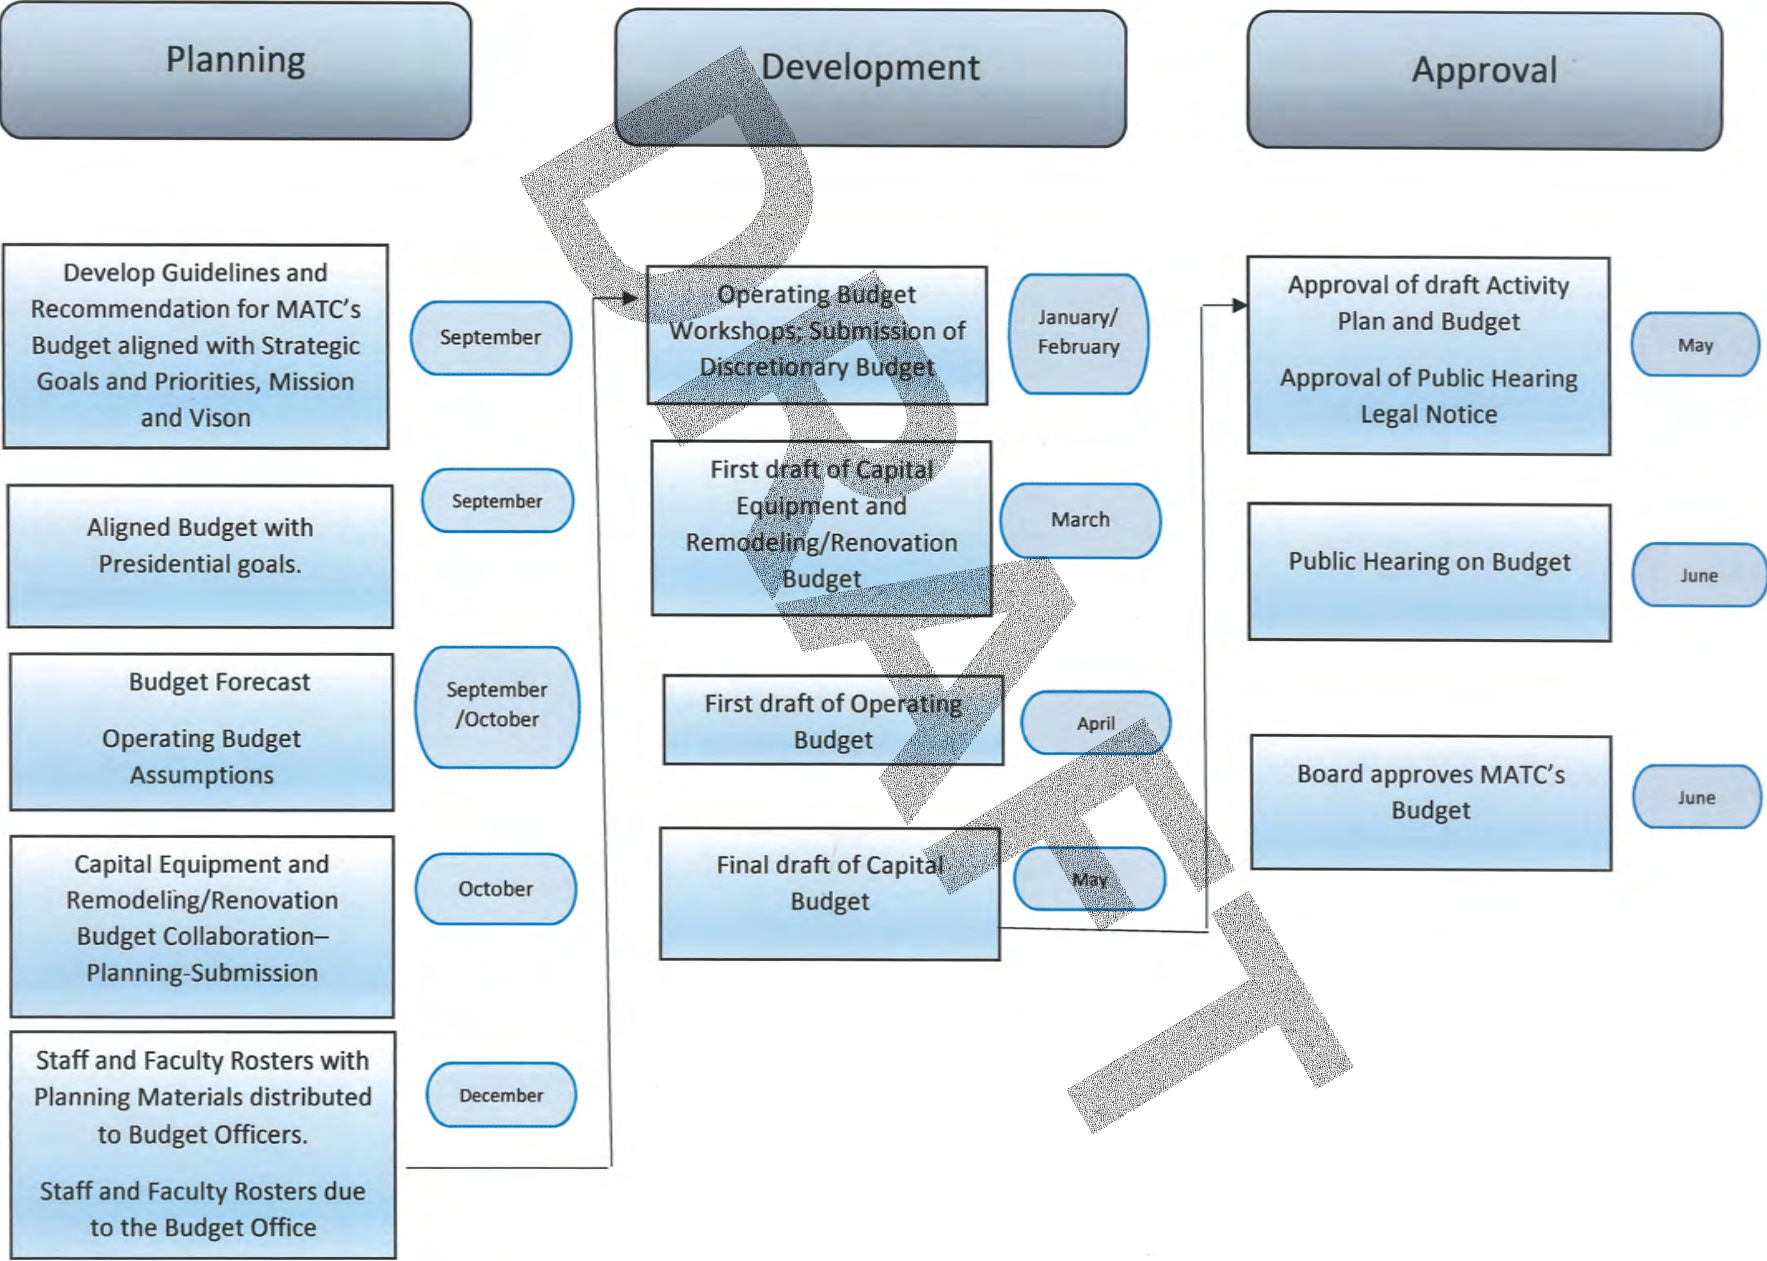 Planning
Develop Guidelines and
Recommendation for MATC's
Budget aligned with Strategic
Goals and Priorities, Mission
and Vison
September
Aligned Budget with
Presidential goals.
September
Budget Forecast
Operating Budget
Assumptions
September
/October
Capital Equipment and
Remodeling/Renovation
Budget Collaboration–
Planning-Submission
October
Staff and Faculty Rosters with
Planning Materials distributed
to Budget Officers.
Staff and Faculty Rosters due
to the Budget Office
December
Development
Operating Budget
Workshops; Submission of
Discretionary Budget
January/
February
First draft of Capital
Equipment and
Remodeling/Renovation
Budget
March
First draft of Operating
Budget
April
Final draft of Capital
Budget
May
Approval
Approval of draft Activity
Plan and Budget
Approval of Public Hearing
Legal Notice
May
Public Hearing on Budget
June
Board approves MATC's
Budget
June
DRAFT